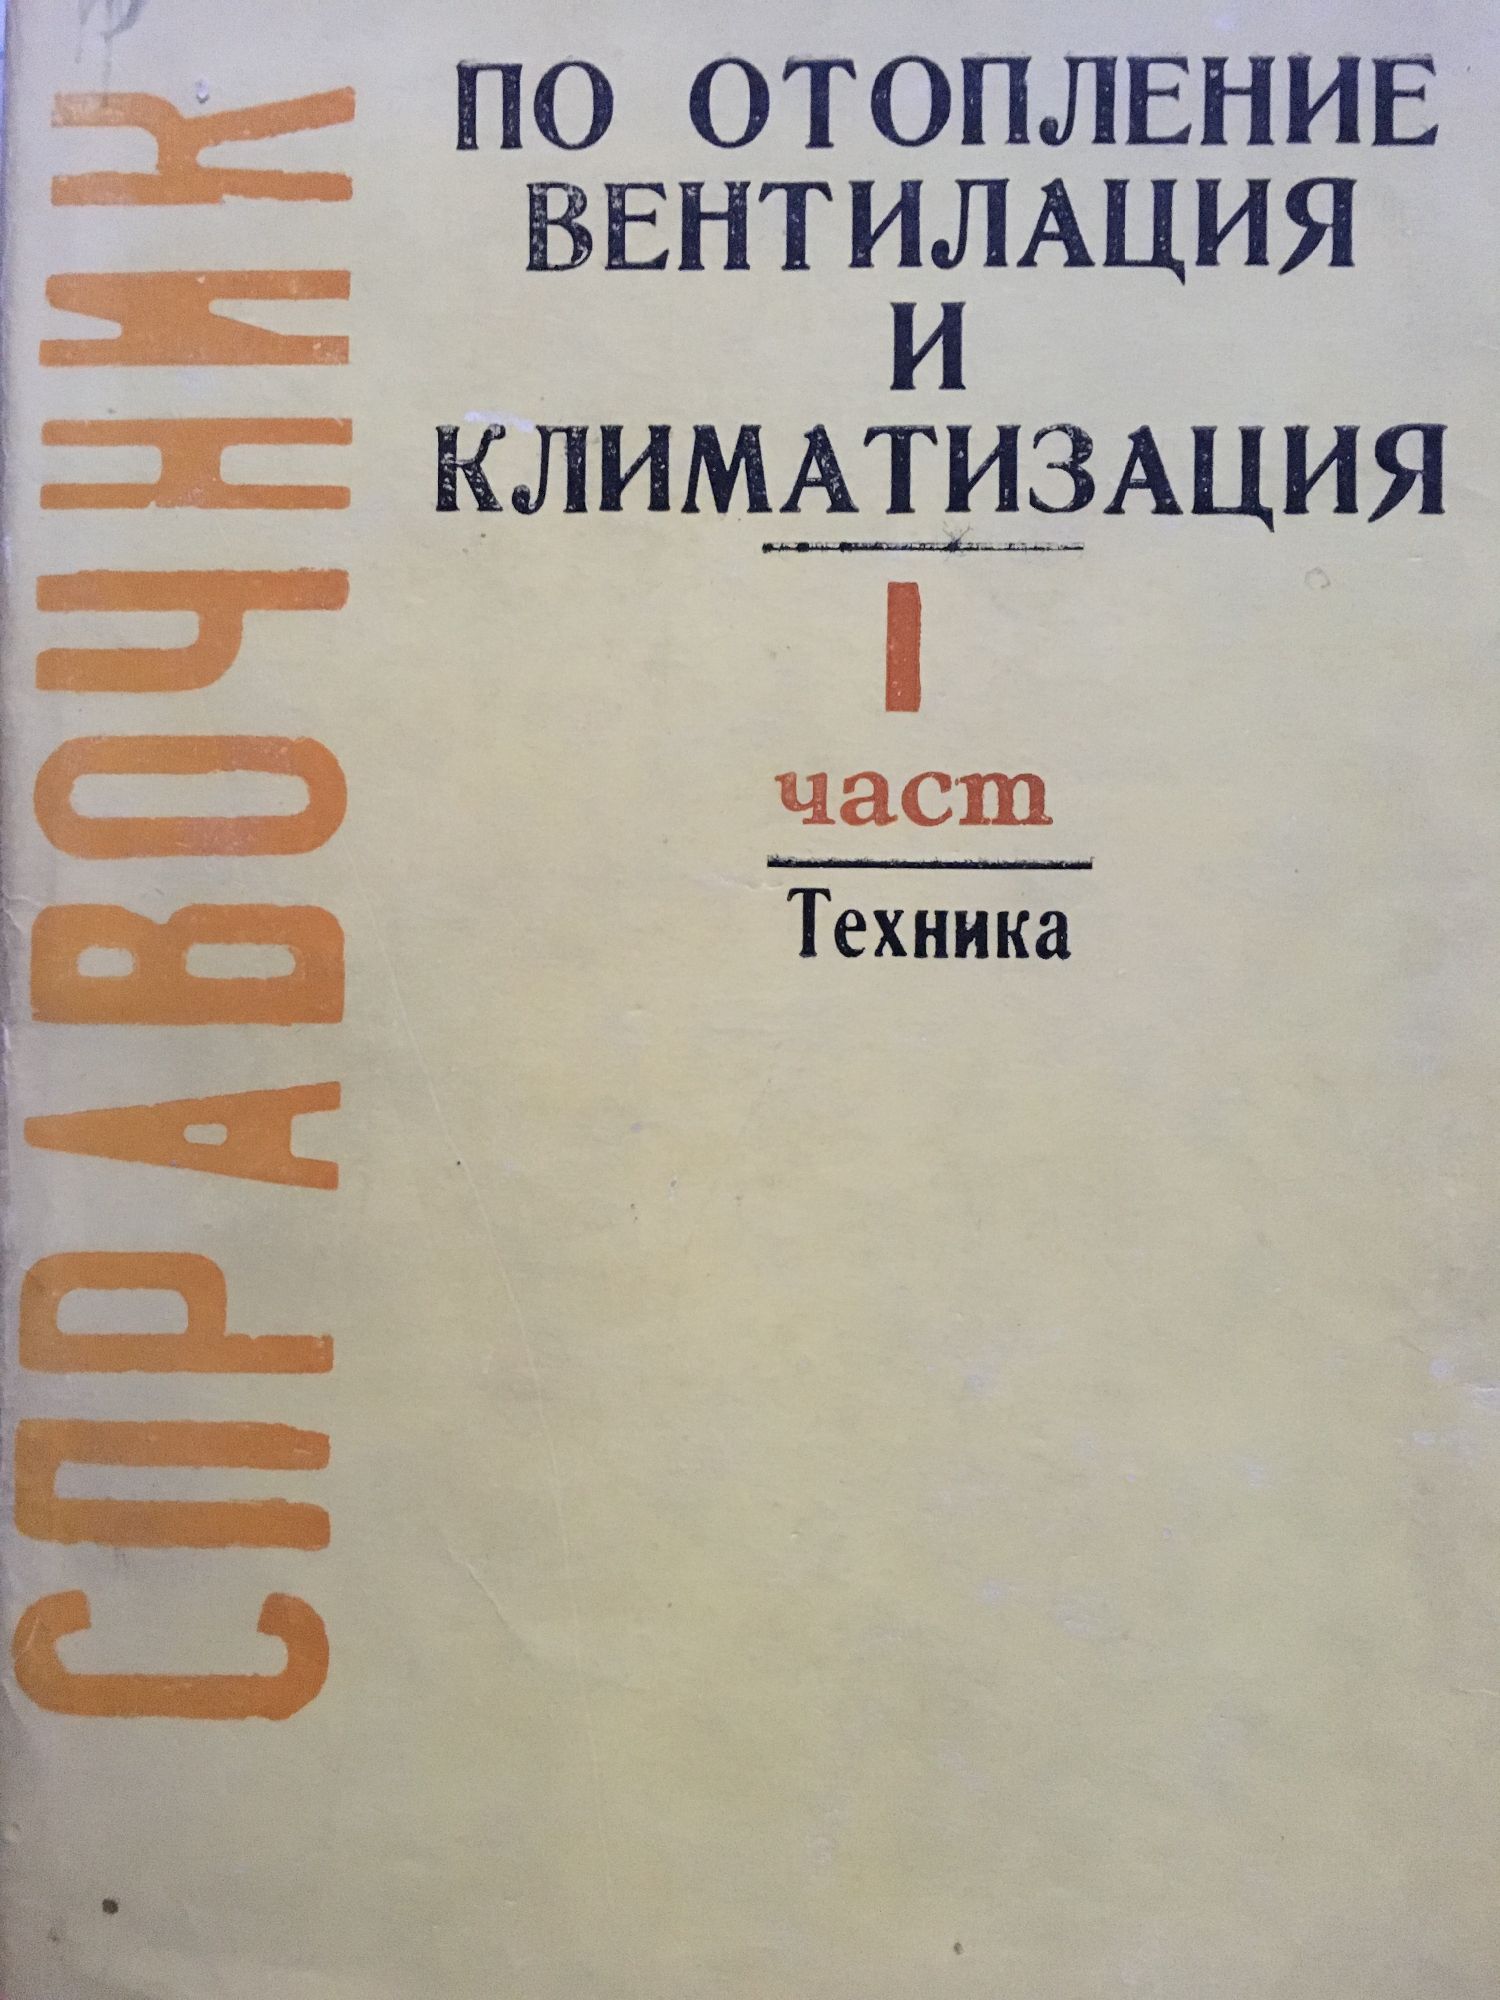 СПРАВОЧНИК
ПО ОТОПЛЕНИЕ
ВЕНТИЛАЦИЯ
И
КЛИМАТИЗАЦИЯ
I
част
Техника